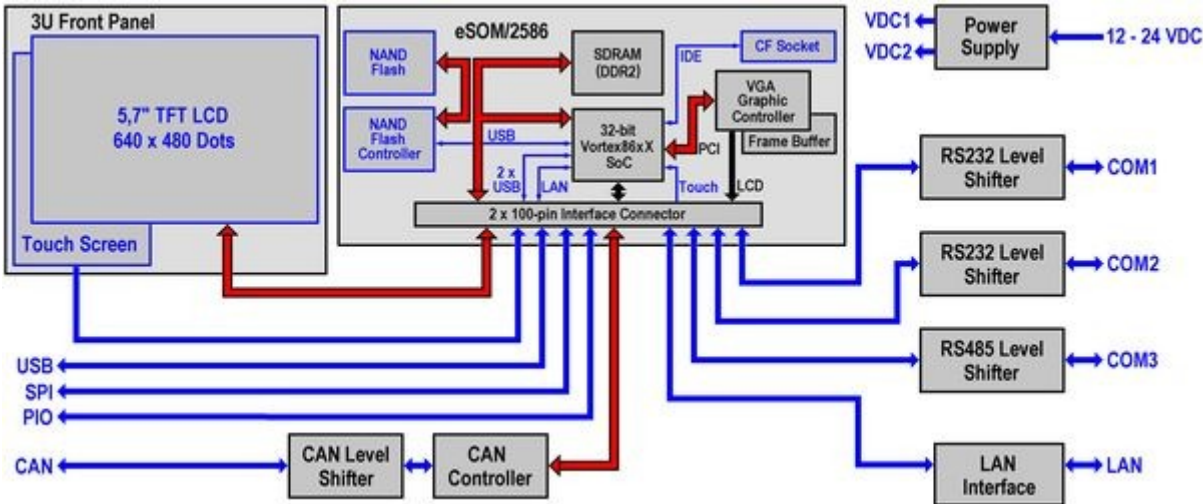 3U Front Panel
5,7" TFT LCD
640 x 480 Dots
Touch Screen
eSOM/2586
NAND
Flash
NAND
Flash
Controller
SDRAM
(DDR2)
IDE
CF Socket
VGA
Graphic
Controller
Frame Buffer
32-bit
Vortex86xX
SoC
USB
PCI
2 x
USB
LAN
Touch
LCD
2 x 100-pin Interface Connector
VDC1
VDC2
Power
Supply
12 - 24 VDC
RS232 Level
Shifter
COM1
RS232 Level
Shifter
COM2
RS485 Level
Shifter
COM3
LAN
Interface
LAN
USB
SPI
PIO
CAN
CAN Level
Shifter
CAN
Controller